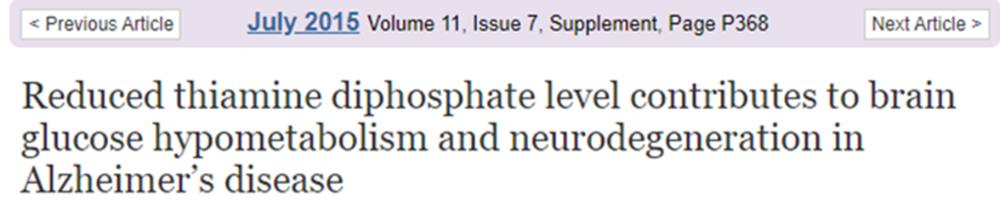 < Previous Article July 2015 Volume 11, Issue 7, Supplement, Page P368 Next Article >
Reduced thiamine diphosphate level contributes to brain
glucose hypometabolism and neurodegeneration in
Alzheimer’s disease